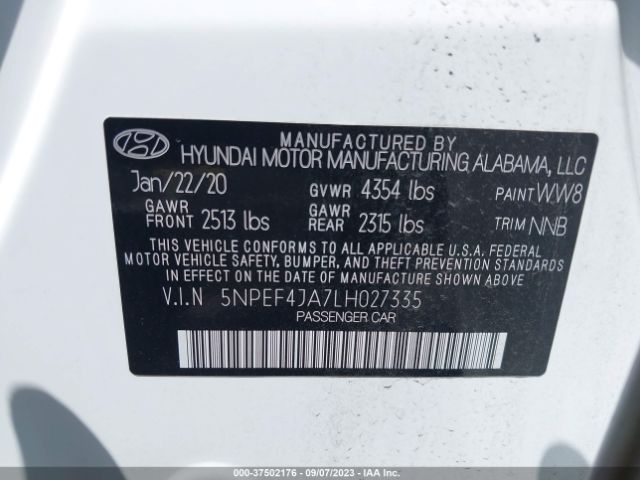 MANUFACTURED BY
HYUNDAI MOTOR MANUFACTURING ALABAMA, LLC
Jan/22/20 GVWR 4354 lbs PAINT WW8
GAWR FRONT 2513 lbs GAWR REAR 2315 lbs TRIM NNB
THIS VEHICLE CONFORMS TO ALL APPLICABLE U.S.A. FEDERAL
MOTOR VEHICLE SAFETY, BUMPER, AND THEFT PREVENTION
STANDARDS IN EFFECT ON THE DATE OF MANUFACTURE SHOWN ABOVE
V.I.N 5NPEF4JA7LH027335
PASSENGER CAR
000-37502176 - 09/07/2023 - IAA Inc.